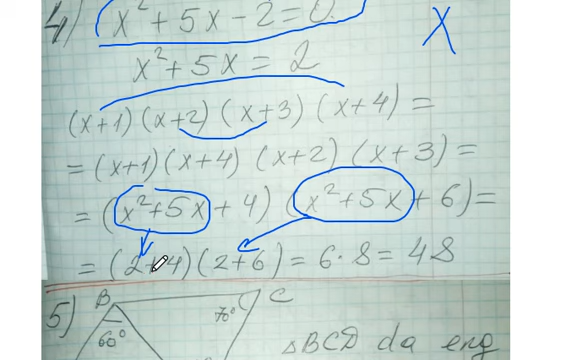 4) x² + 5x - 2 = 0.
x² + 5x = 2
(x+1)(x+2)(x+3)(x+4) =
= (x+1)(x+4)(x+2)(x+3) =
= (x²+5x + 4)(x²+5x + 6) =
= (2+4)(2+6) = 6·8 = 48
5) B 70° C
60° △BCD da eng
x